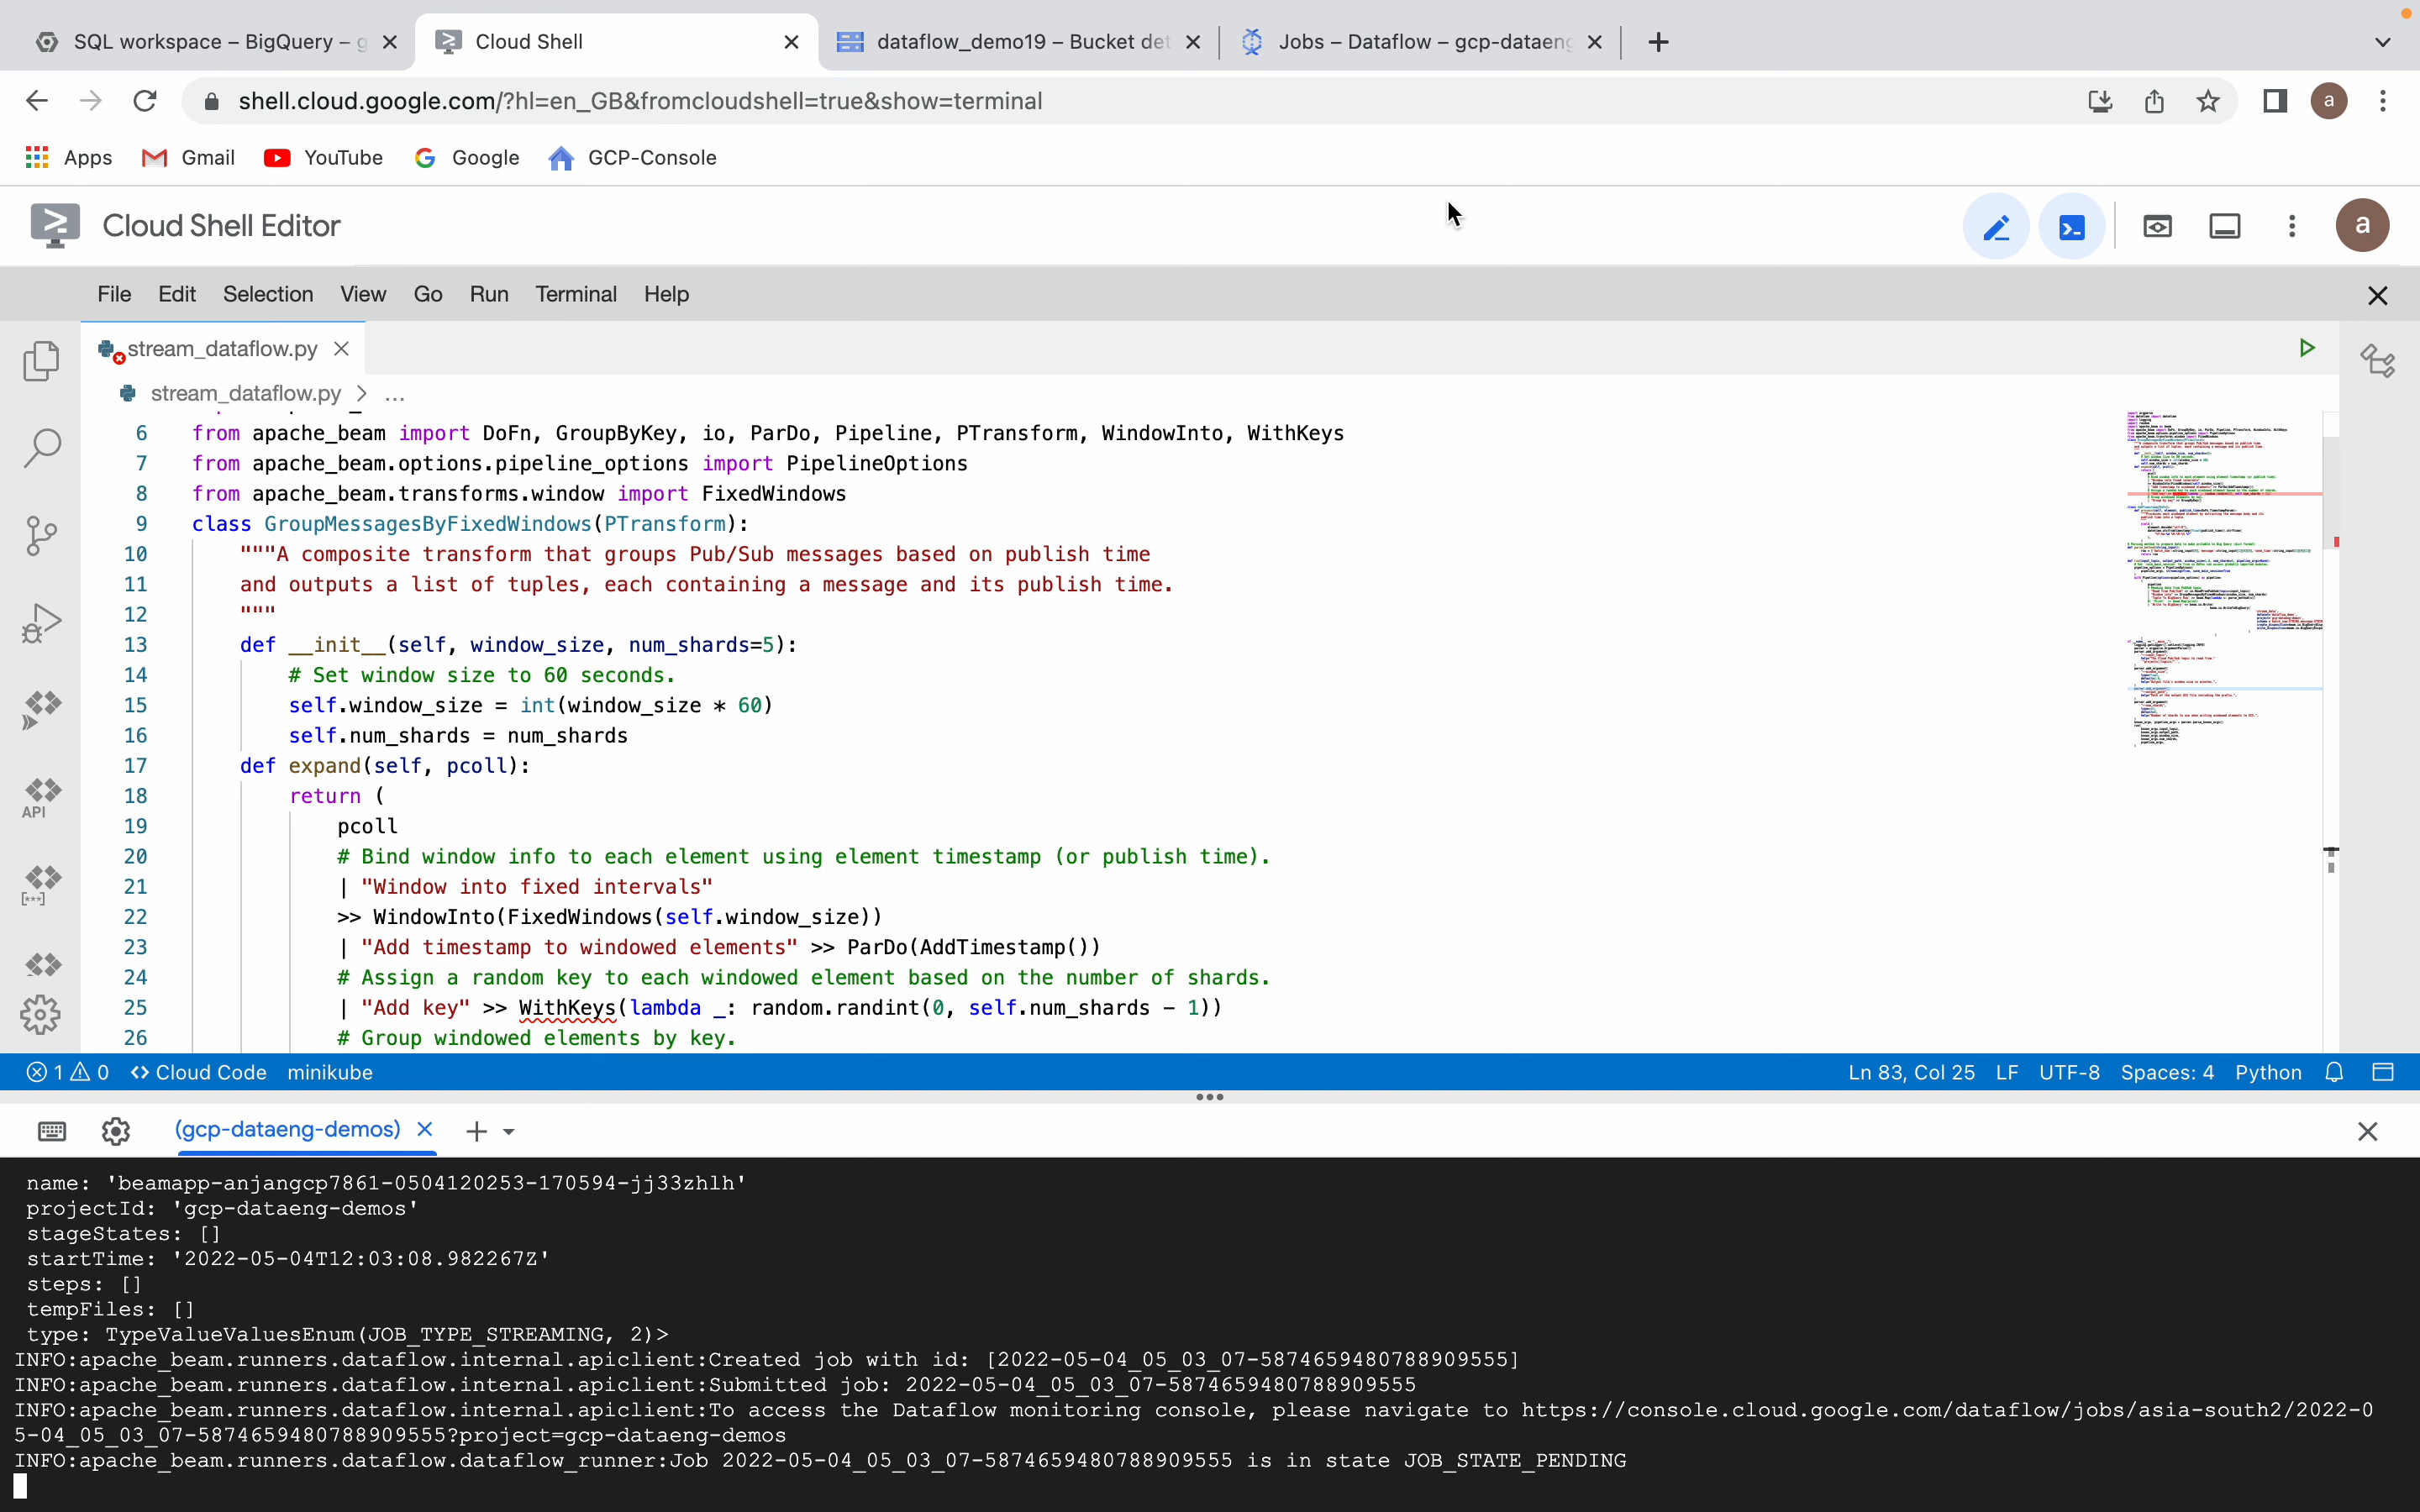 SQL workspace – BigQuery – g
Cloud Shell
dataflow_demo19 – Bucket det
Jobs – Dataflow – gcp-dataeng
shell.cloud.google.com/?hl=en_GB&fromcloudshell=true&show=terminal
a
Apps
Gmail
YouTube
Google
GCP-Console
Cloud Shell Editor
a
File Edit Selection View Go Run Terminal Help
stream_dataflow.py
stream_dataflow.py > ...
6 from apache_beam import DoFn, GroupByKey, io, ParDo, Pipeline, PTransform, WindowInto, WithKeys
7 from apache_beam.options.pipeline_options import PipelineOptions
8 from apache_beam.transforms.window import FixedWindows
9 class GroupMessagesByFixedWindows(PTransform):
10 """A composite transform that groups Pub/Sub messages based on publish time
11 and outputs a list of tuples, each containing a message and its publish time.
12 """
13 def __init__(self, window_size, num_shards=5):
14 # Set window size to 60 seconds.
15 self.window_size = int(window_size * 60)
16 self.num_shards = num_shards
17 def expand(self, pcoll):
18 return (
19 pcoll
20 # Bind window info to each element using element timestamp (or publish time).
21 | "Window into fixed intervals"
22 >> WindowInto(FixedWindows(self.window_size))
23 | "Add timestamp to windowed elements" >> ParDo(AddTimestamp())
24 # Assign a random key to each windowed element based on the number of shards.
25 | "Add key" >> WithKeys(lambda _: random.randint(0, self.num_shards - 1))
26 # Group windowed elements by key.
API
1 0 <> Cloud Code minikube
Ln 83, Col 25 LF UTF-8 Spaces: 4 Python
(gcp-dataeng-demos)
name: 'beamapp-anjangcp7861-0504120253-170594-jj33zhlh'
projectId: 'gcp-dataeng-demos'
stageStates: []
startTime: '2022-05-04T12:03:08.982267Z'
steps: []
tempFiles: []
type: TypeValueValuesEnum(JOB_TYPE_STREAMING, 2)>
INFO:apache_beam.runners.dataflow.internal.apiclient:Created job with id: [2022-05-04_05_03_07-5874659480788909555]
INFO:apache_beam.runners.dataflow.internal.apiclient:Submitted job: 2022-05-04_05_03_07-5874659480788909555
INFO:apache_beam.runners.dataflow.internal.apiclient:To access the Dataflow monitoring console, please navigate to https://console.cloud.google.com/dataflow/jobs/asia-south2/2022-0
5-04_05_03_07-5874659480788909555?project=gcp-dataeng-demos
INFO:apache_beam.runners.dataflow.dataflow_runner:Job 2022-05-04_05_03_07-5874659480788909555 is in state JOB_STATE_PENDING